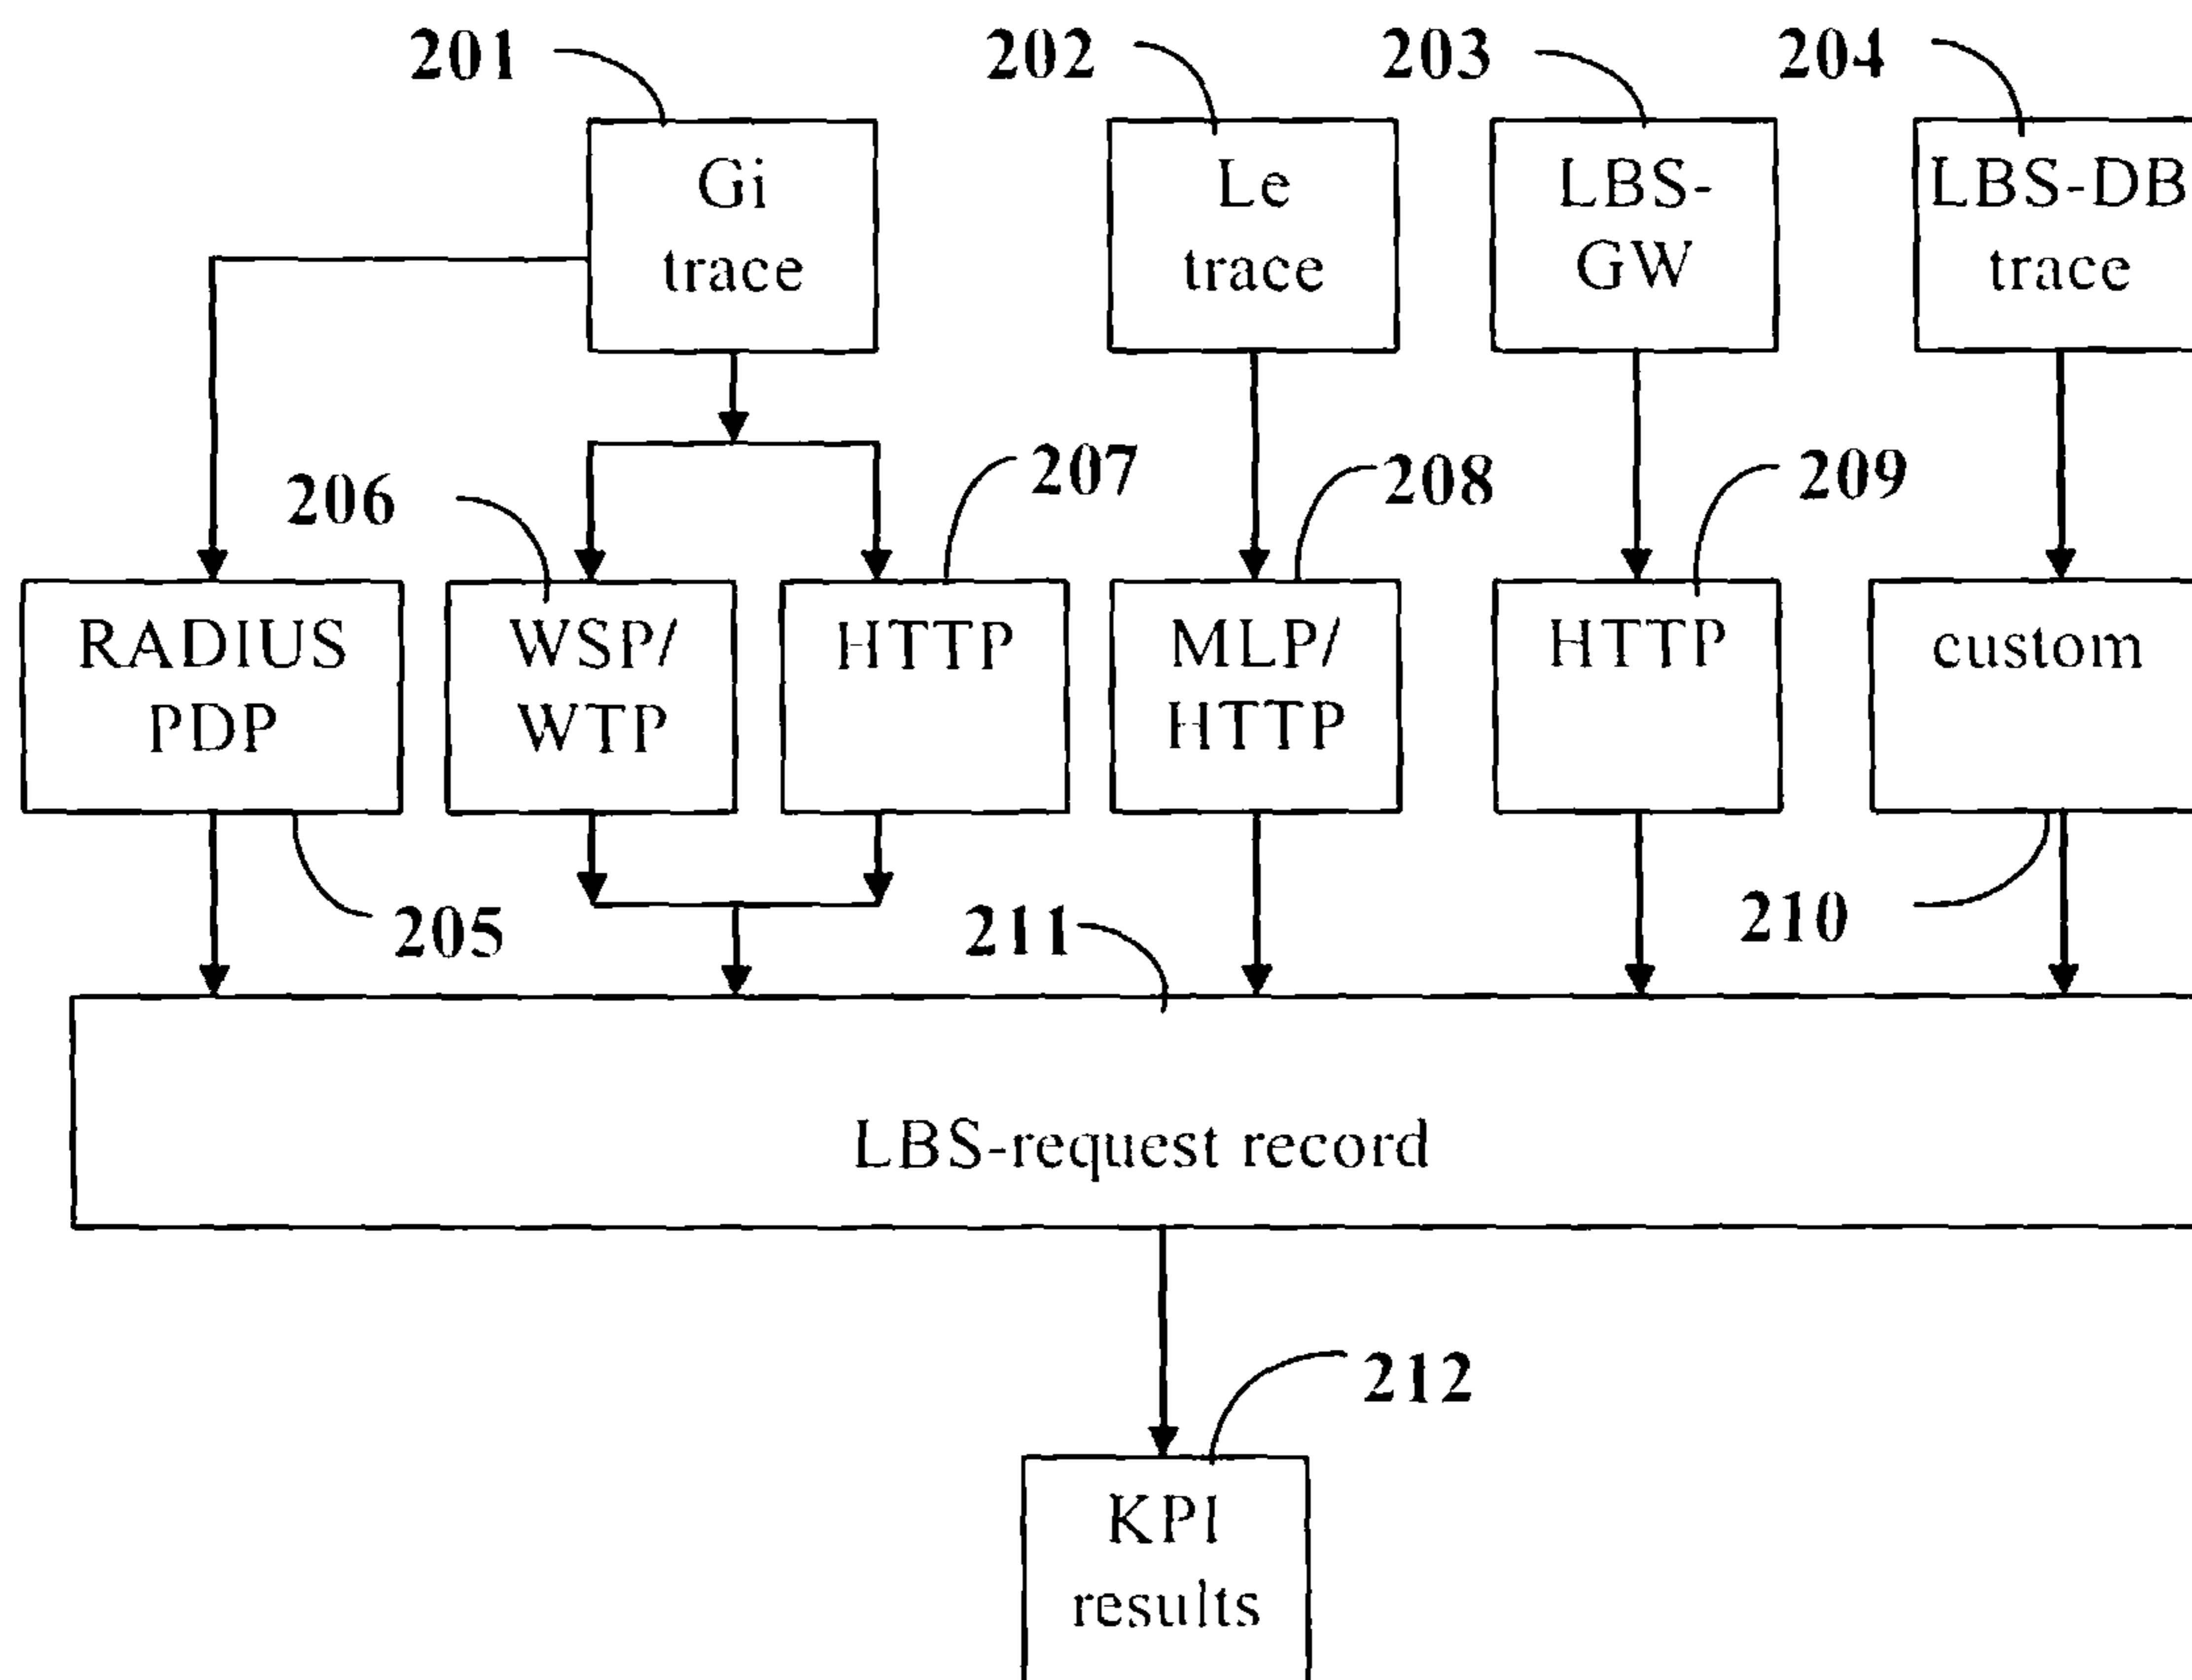 201
202
203
204
Gi
trace
Le
trace
LBS-
GW
LBS-DB
trace
206
207
208
209
RADIUS
PDP
WSP/
WTP
HTTP
MLP/
HTTP
HTTP
custom
205
211
210
LBS-request record
212
KPI
results